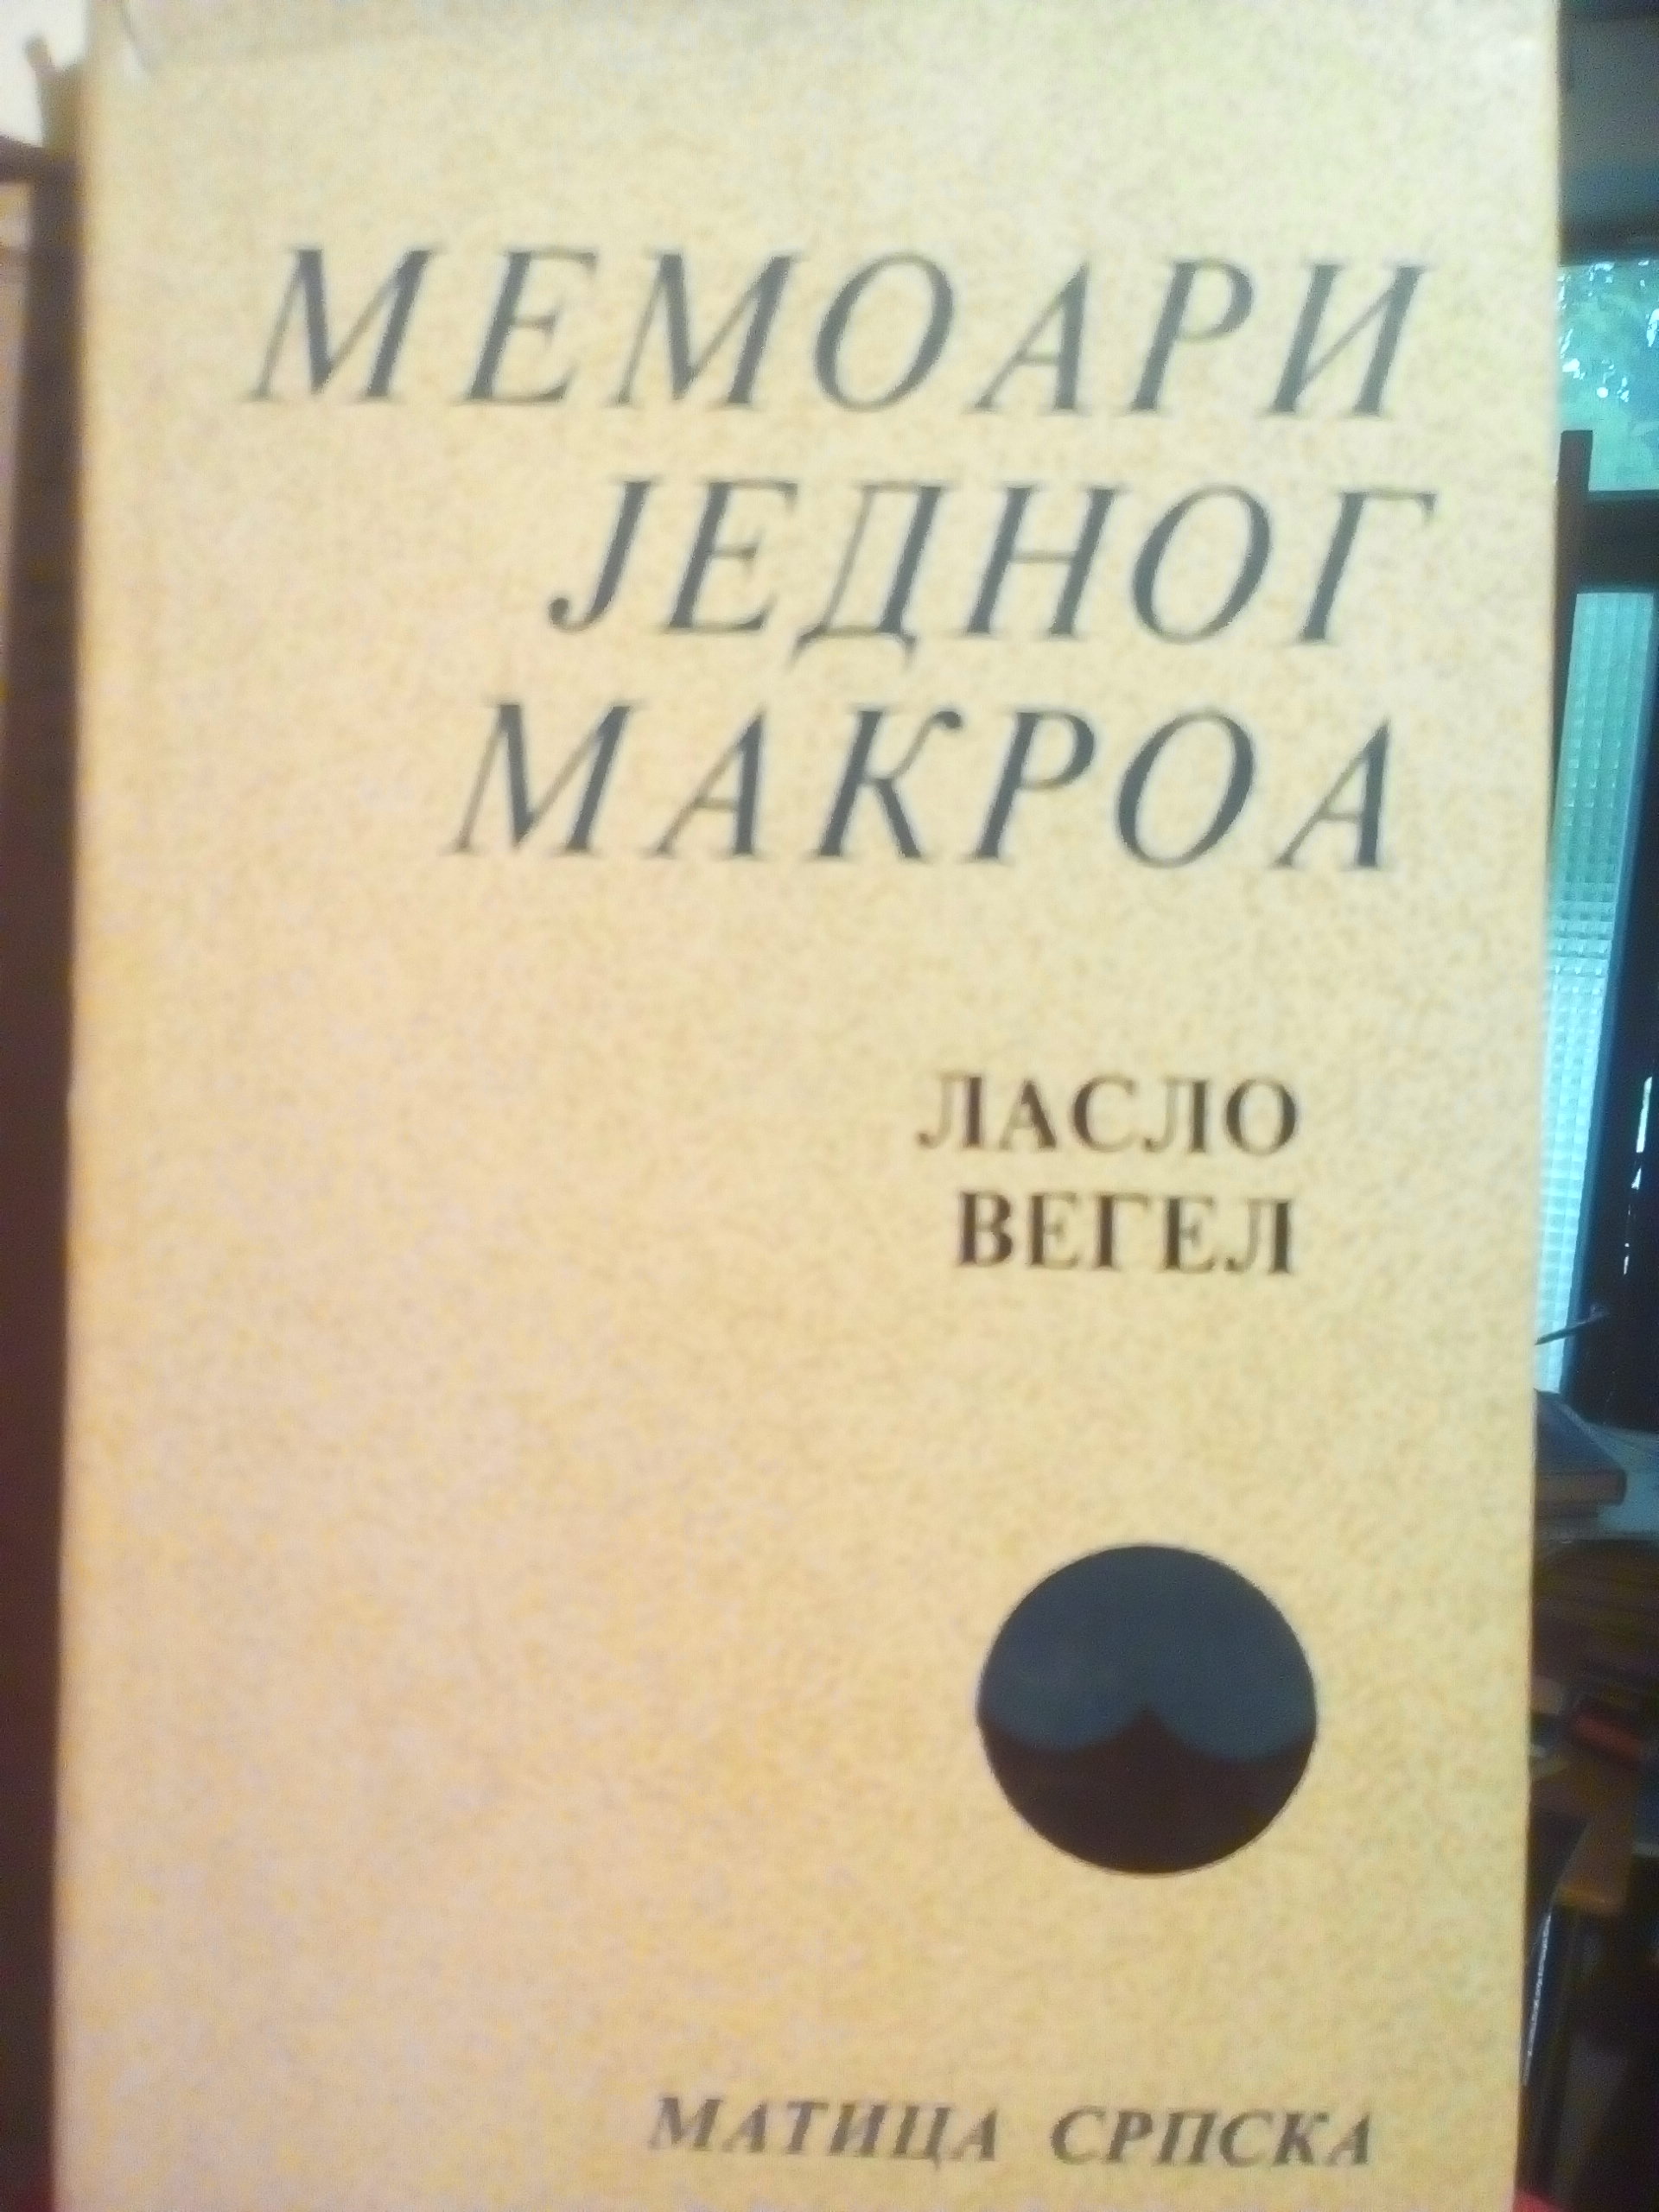 МЕМОАРИ
ЈЕДНОГ
МАКРОА
ЛАСЛО
ВЕГЕЛ
МАТИЦА СРПСКА